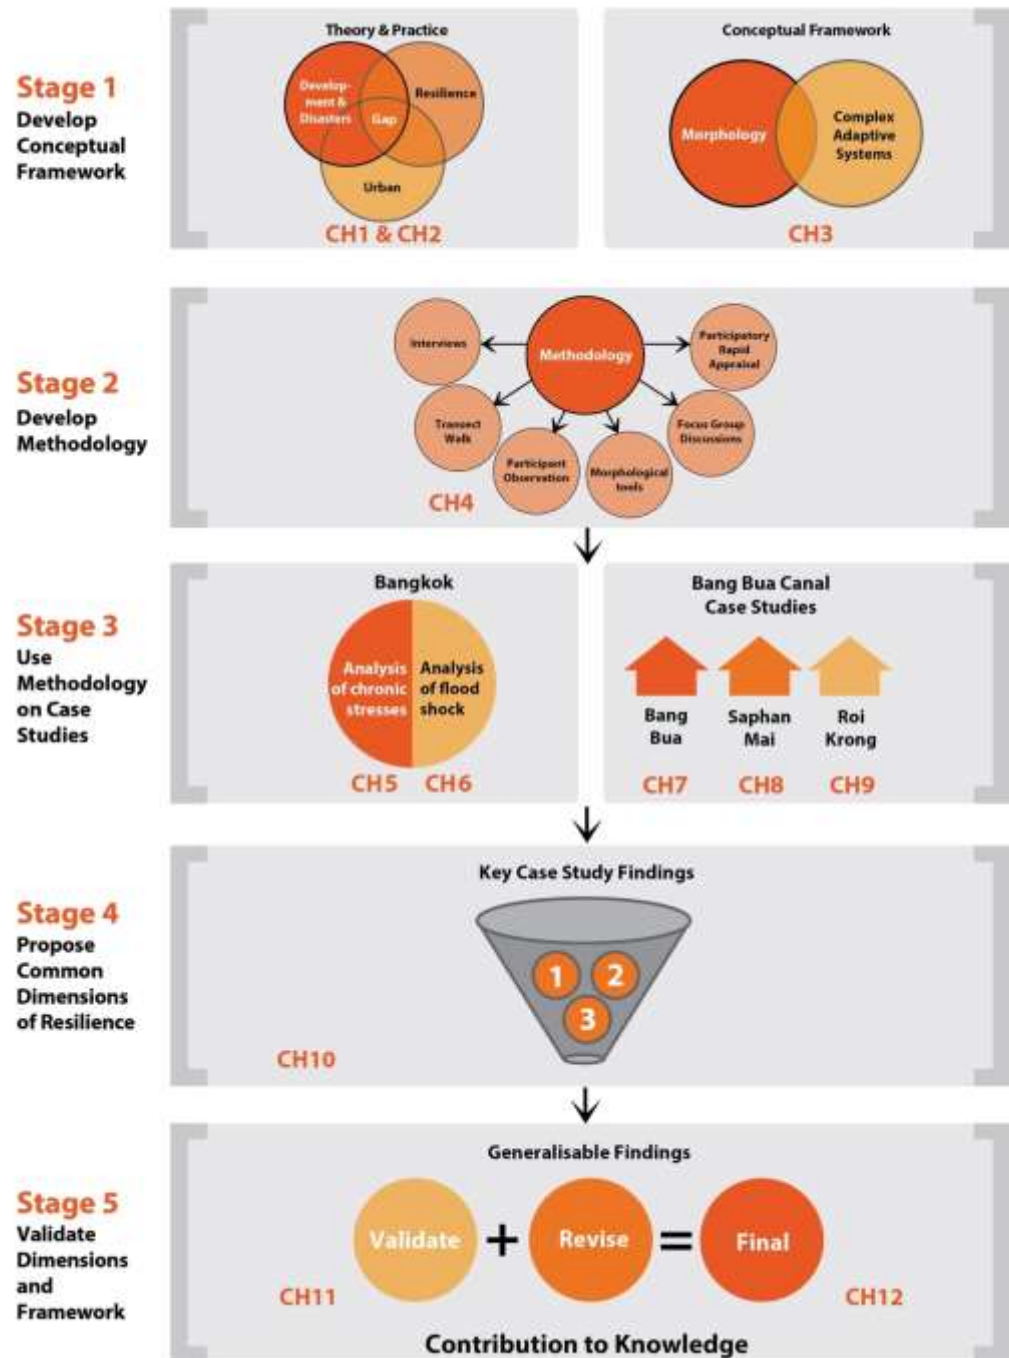 Stage 1
Develop
Conceptual
Framework
Theory & Practice
Develop-
ment &
Disasters
Resilience
Gap
Urban
CH1 & CH2
Conceptual Framework
Morphology
Complex
Adaptive
Systems
CH3
Stage 2
Develop
Methodology
Methodology
Interviews
Transect
Walk
Participant
Observation
Morphological
tools
Focus Group
Discussions
Participatory
Rapid
Appraisal
CH4
Stage 3
Use
Methodology
on Case
Studies
Bangkok
Analysis
of chronic
stresses
Analysis
of flood
shock
CH5
CH6
Bang Bua Canal
Case Studies
Bang
Bua
Saphan
Mai
Roi
Krong
CH7
CH8
CH9
Stage 4
Propose
Common
Dimensions
of Resilience
Key Case Study Findings
1
2
3
CH10
Stage 5
Validate
Dimensions
and
Framework
Generalisable Findings
Validate + Revise = Final
CH11
CH12
Contribution to Knowledge